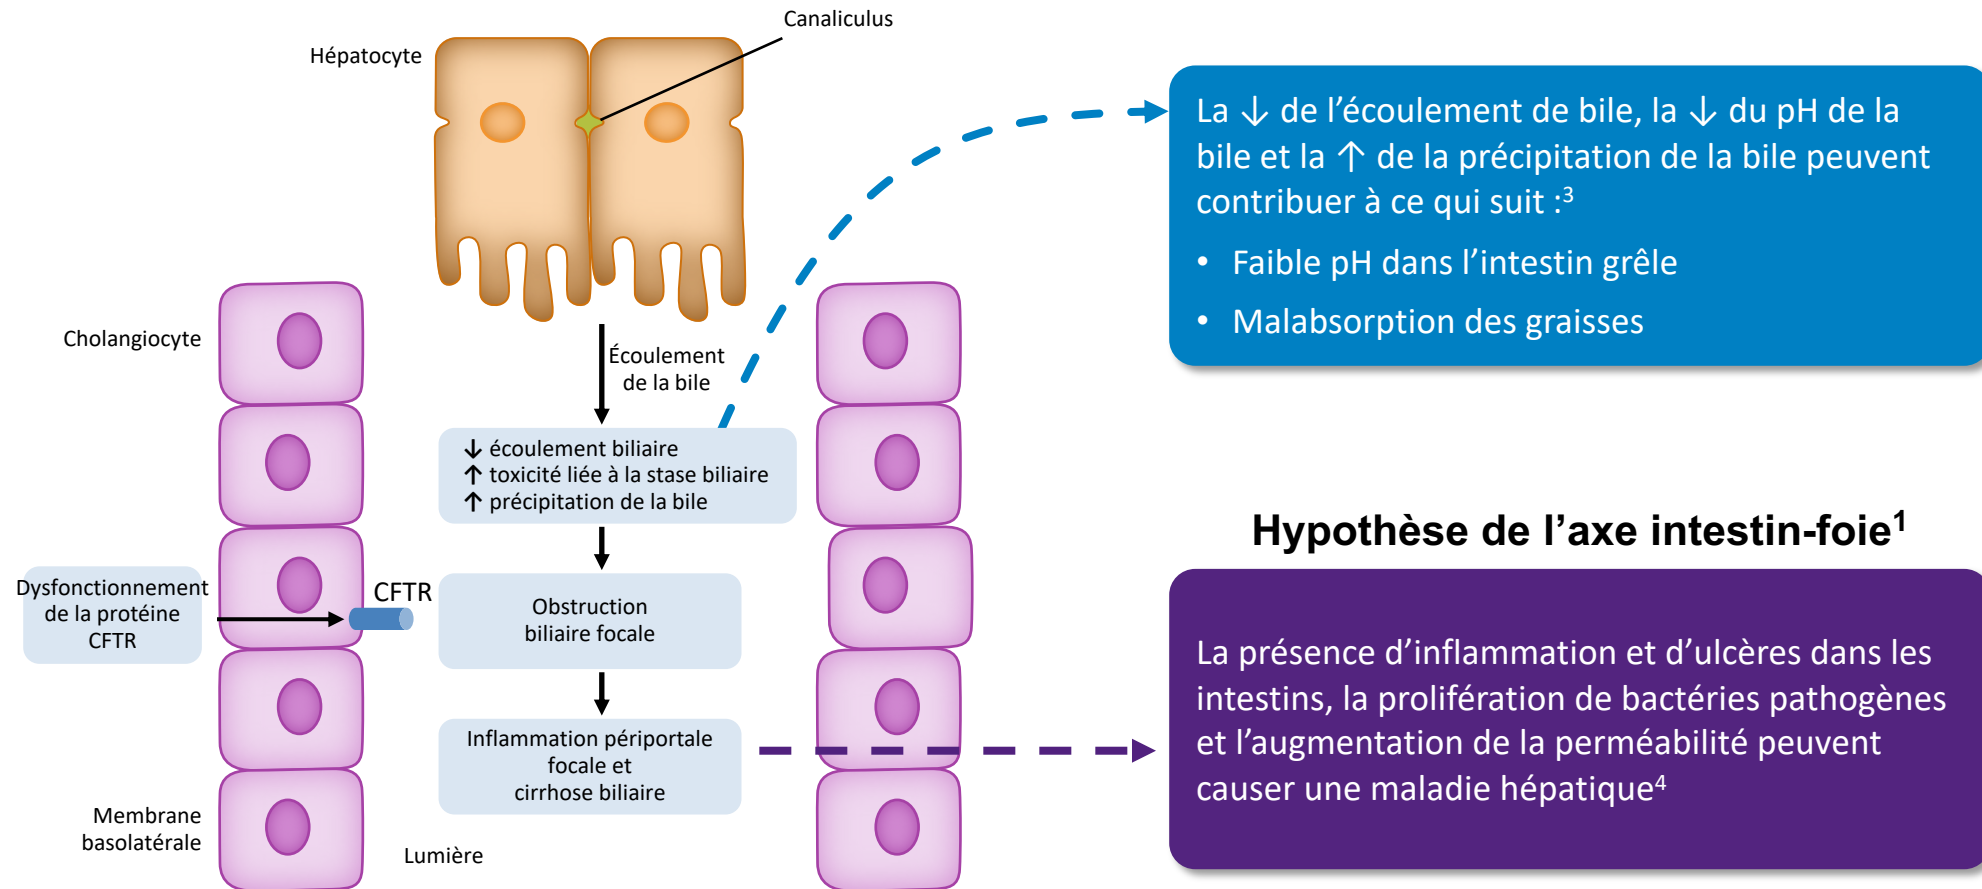 Canaliculus
Hépatocyte
Cholangiocyte
Écoulement
de la bile
↓ écoulement biliaire
↑ toxicité liée à la stase biliaire
↑ précipitation de la bile
Dysfonctionnement
de la protéine
CFTR
CFTR
Obstruction
biliaire focale
Inflammation périportale
focale et
cirrhose biliaire
Membrane
basolatérale
Lumière
La ↓ de l’écoulement de bile, la ↓ du pH de la
bile et la ↑ de la précipitation de la bile peuvent
contribuer à ce qui suit :³
• Faible pH dans l’intestin grêle
• Malabsorption des graisses
Hypothèse de l’axe intestin-foie¹
La présence d’inflammation et d’ulcères dans les
intestins, la prolifération de bactéries pathogènes
et l’augmentation de la perméabilité peuvent
causer une maladie hépatique⁴